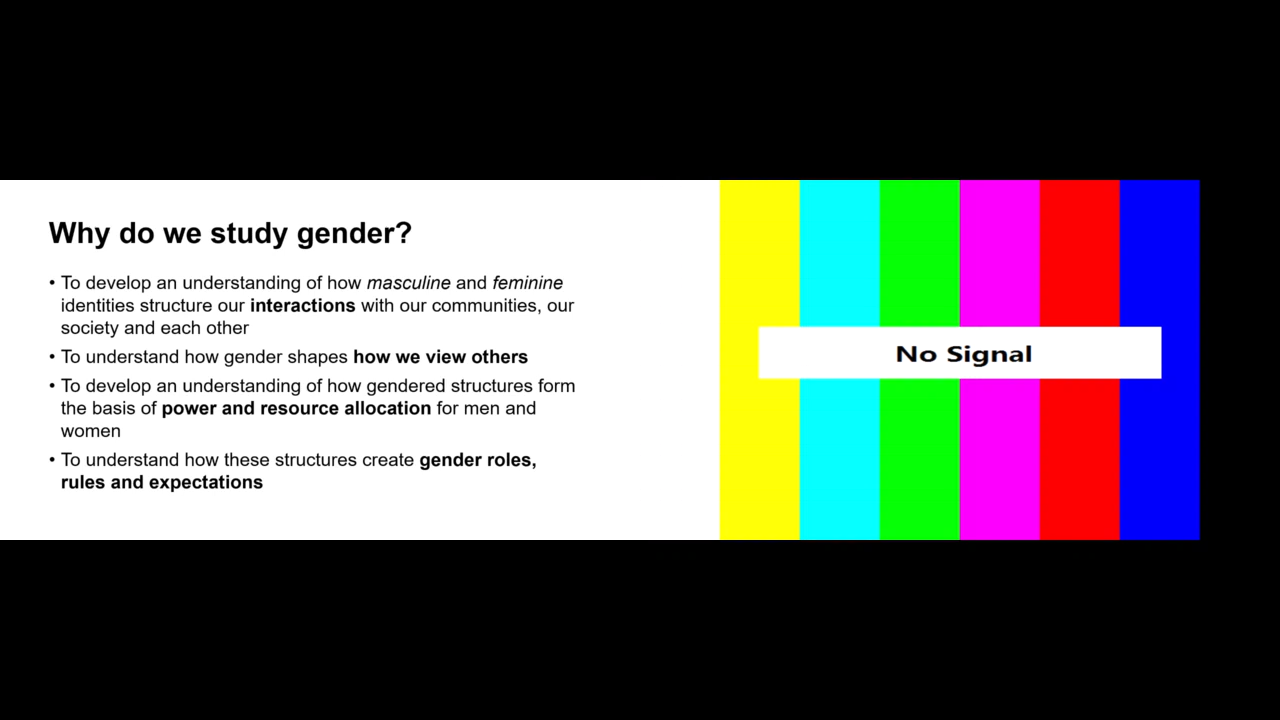 Why do we study gender?
• To develop an understanding of how masculine and feminine
identities structure our interactions with our communities, our
society and each other
• To understand how gender shapes how we view others
• To develop an understanding of how gendered structures form
the basis of power and resource allocation for men and
women
• To understand how these structures create gender roles,
rules and expectations
No Signal